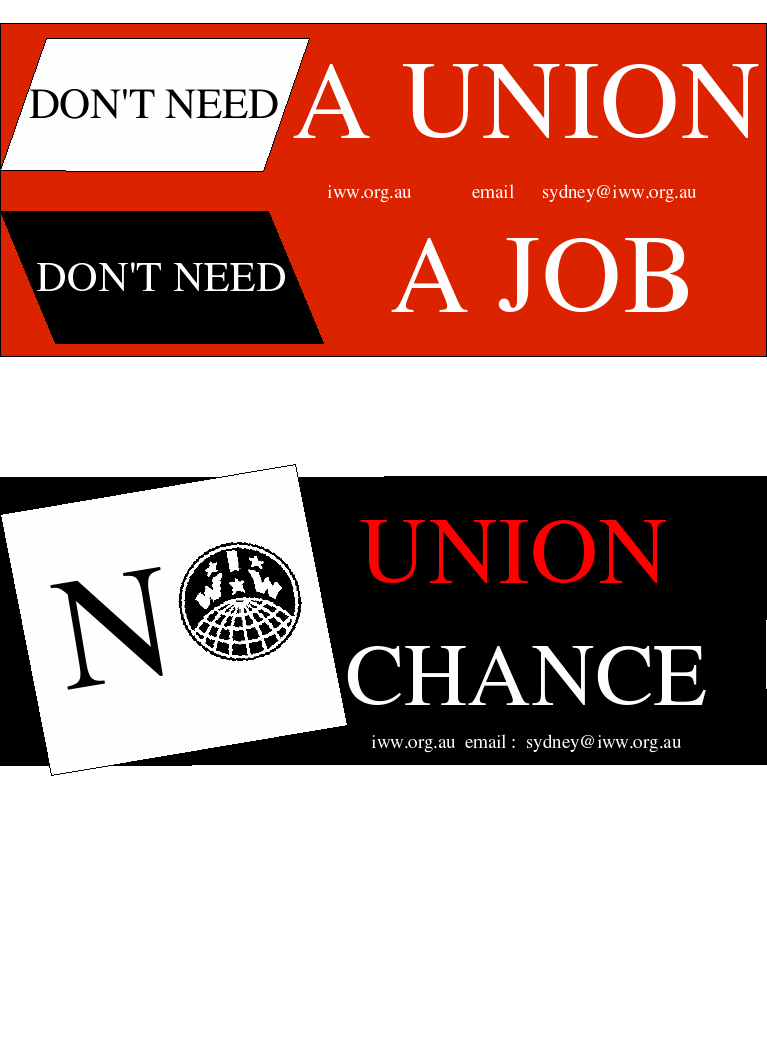 DON'T NEED A UNION
iww.org.au email sydney@iww.org.au
DON'T NEED A JOB
NO UNION
I W W
CHANCE
iww.org.au email : sydney@iww.org.au